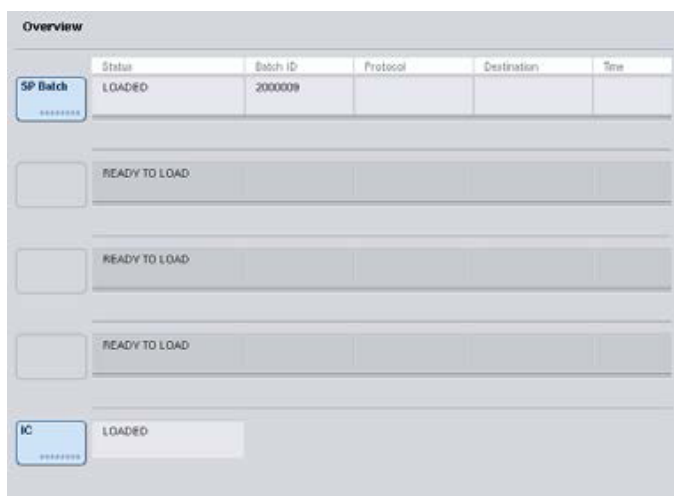 Overview
Status Batch ID Protocol Destination Time
SP Batch LOADED 2000009
READY TO LOAD
READY TO LOAD
READY TO LOAD
IC LOADED